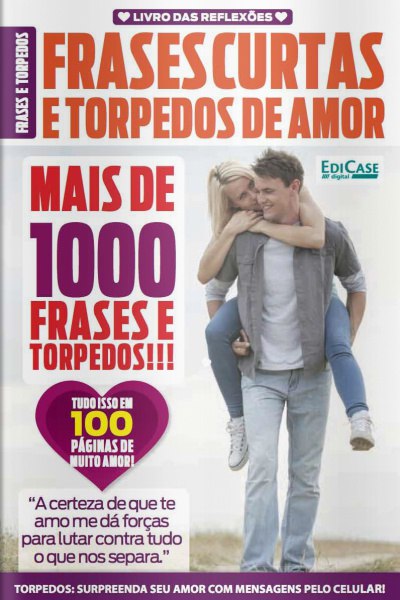 ♥ LIVRO DAS REFLEXÕES ♥
FRASES E TORPEDOS
FRASES CURTAS
E TORPEDOS DE AMOR
EDICASE
digital
MAIS DE
1000
FRASES E
TORPEDOS!!!
TUDO ISSO EM
100
PÁGINAS DE
MUITO AMOR!
“A certeza de que te
amo me dá forças
para lutar contra tudo
o que nos separa.”
TORPEDOS: SURPREENDA SEU AMOR COM MENSAGENS PELO CELULAR!